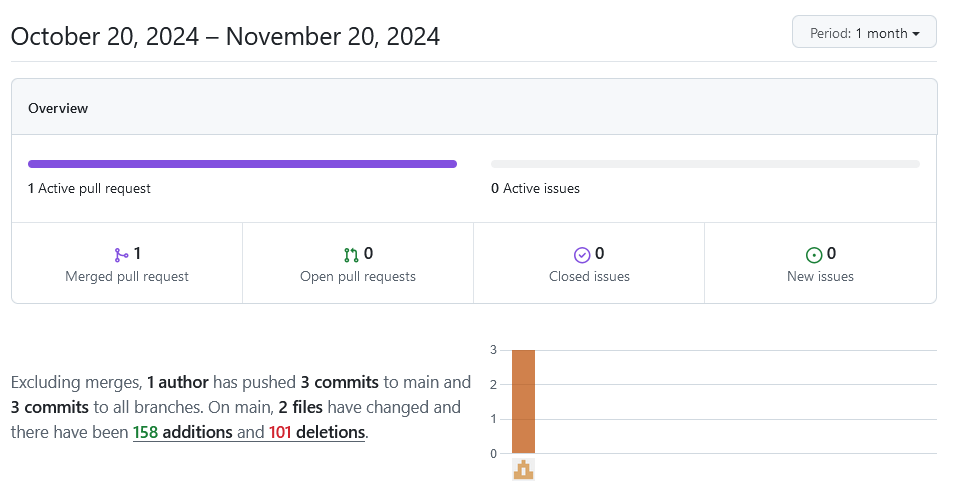 October 20, 2024 – November 20, 2024
Period: 1 month
Overview
1 Active pull request
0 Active issues
1
Merged pull request
0
Open pull requests
0
Closed issues
0
New issues
Excluding merges, 1 author has pushed 3 commits to main and
3 commits to all branches. On main, 2 files have changed and
there have been 158 additions and 101 deletions.
3
2
1
0